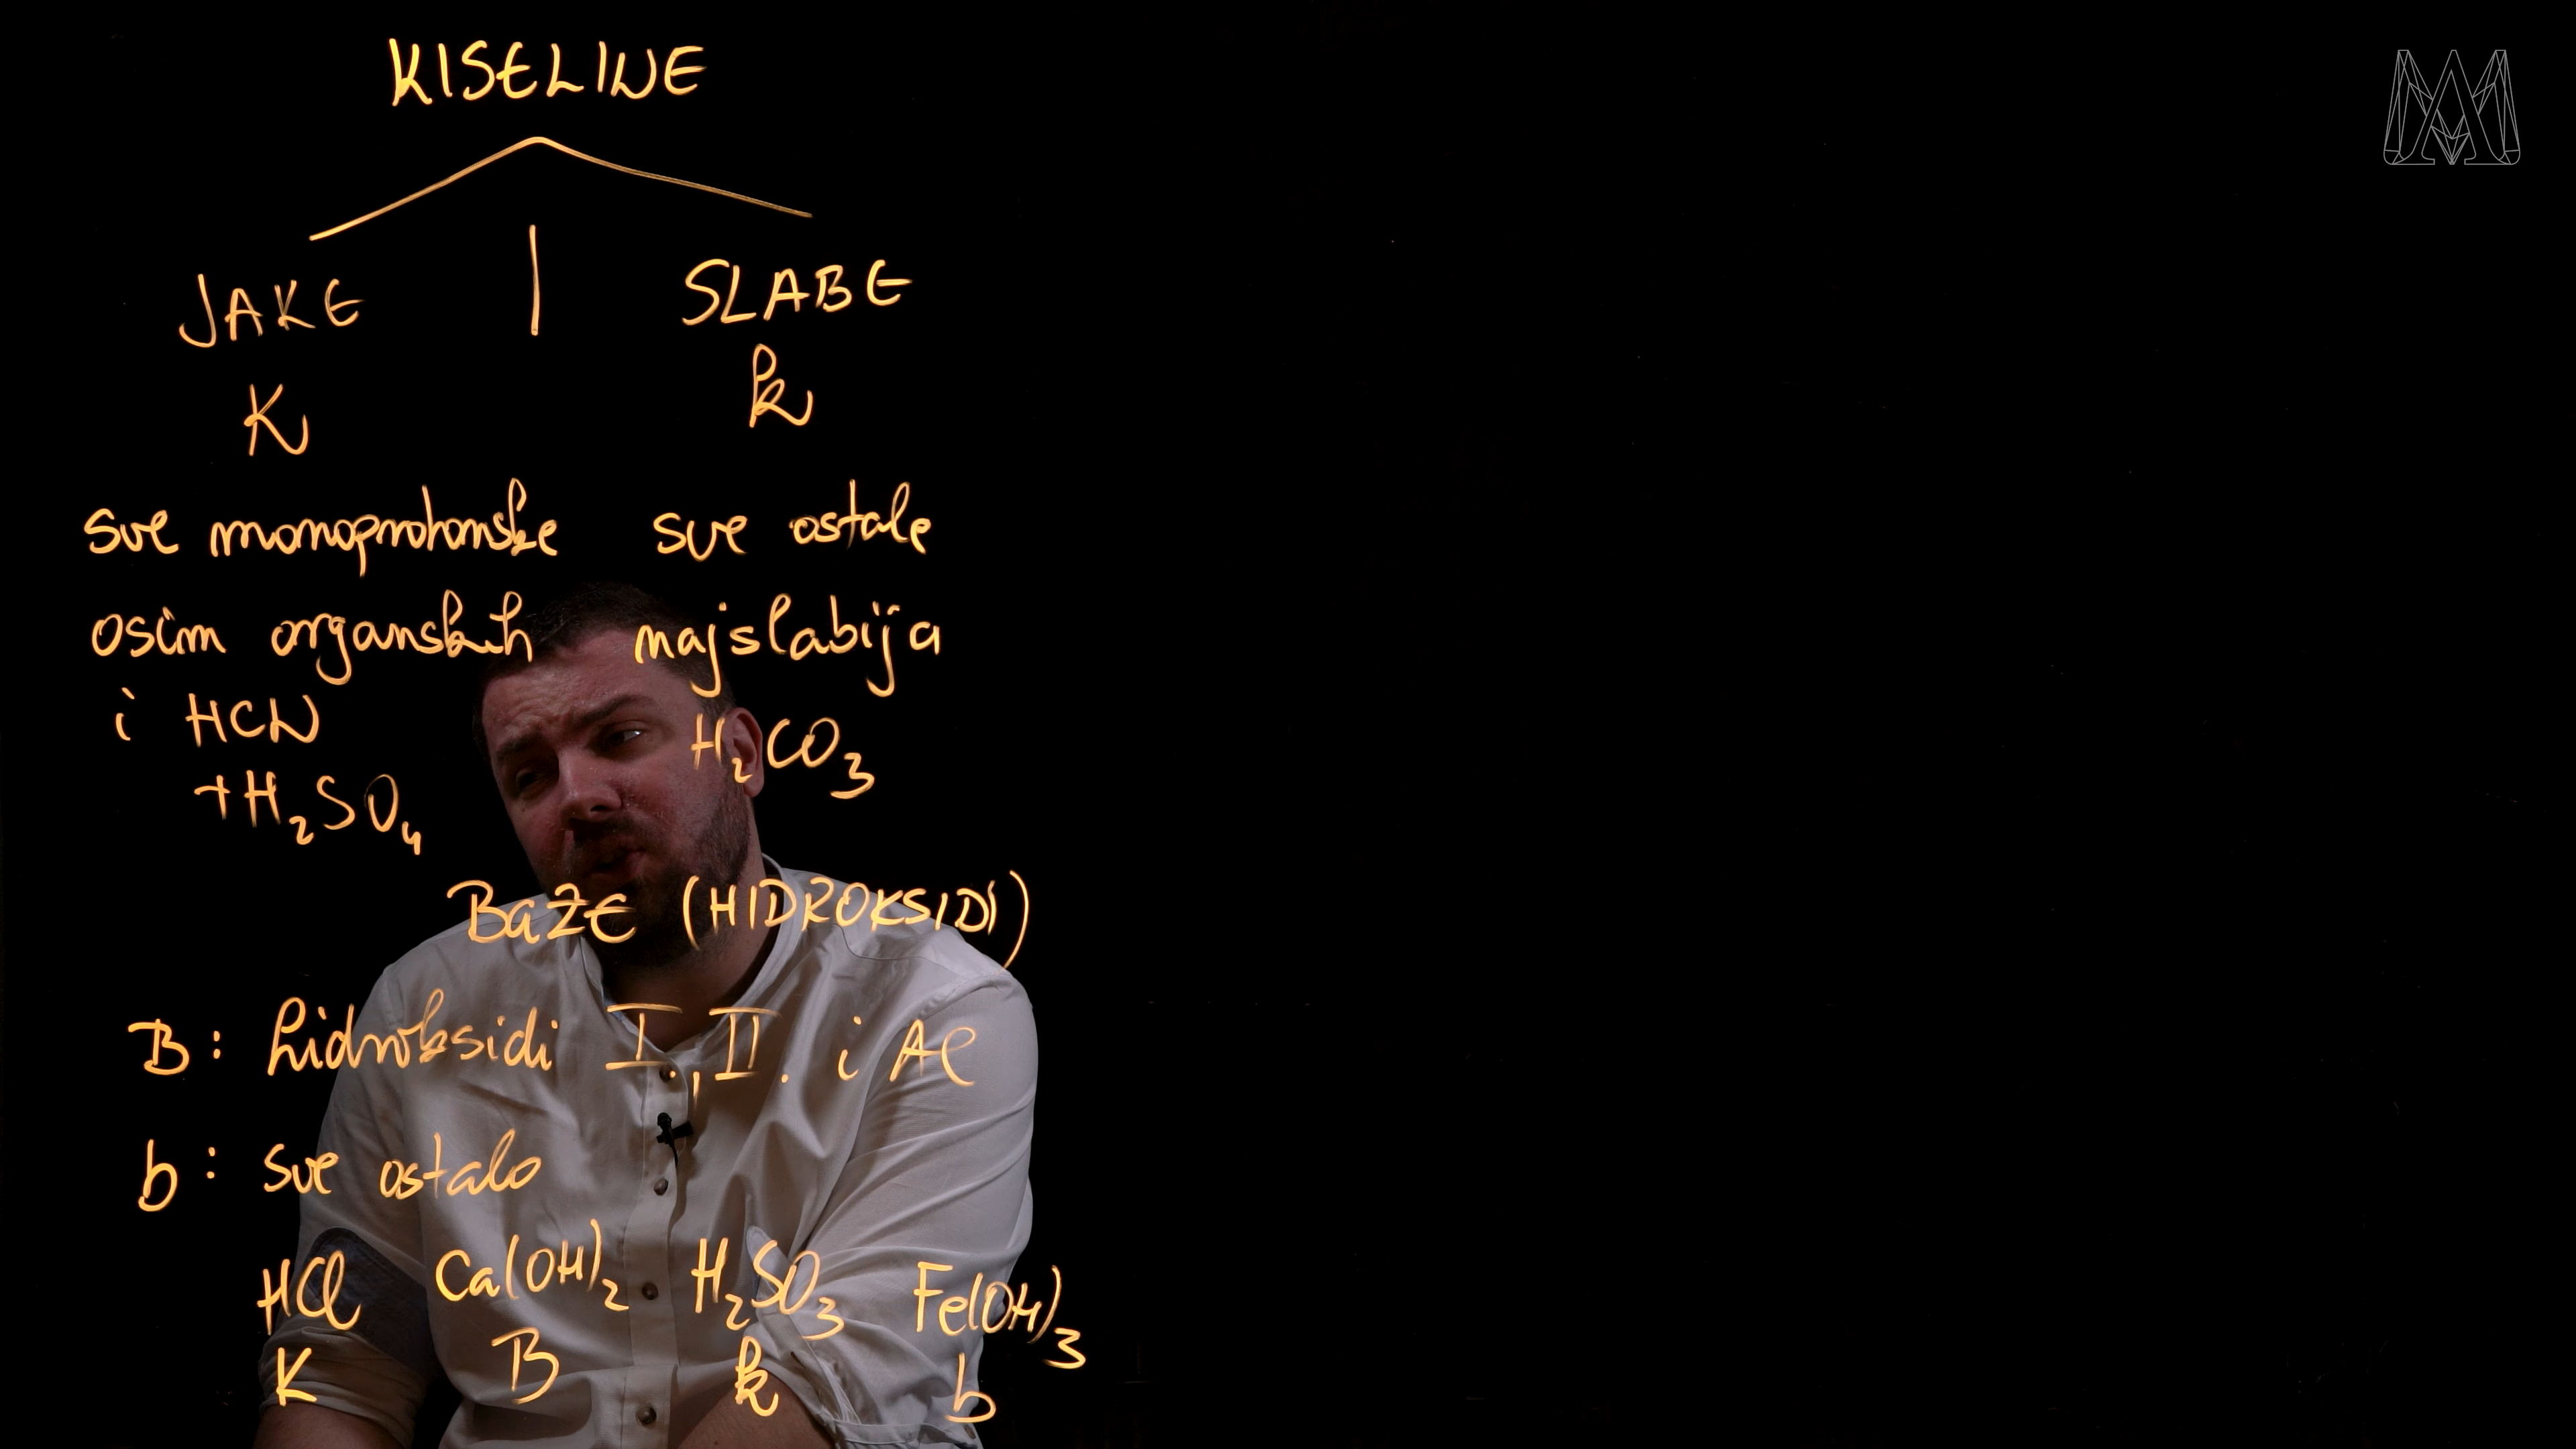 KISELINE
JAKE | SLABE
K k
sve monoprotonske sve ostale
osim organskih najslabija
i HCN H₂CO₃
+H₂SO₄
BAZE (HIDROKSIDI)
B: hidroksidi I., II. i Al
b: sve ostalo
HCl Ca(OH)₂ H₂SO₃ Fe(OH)₃
K B k b